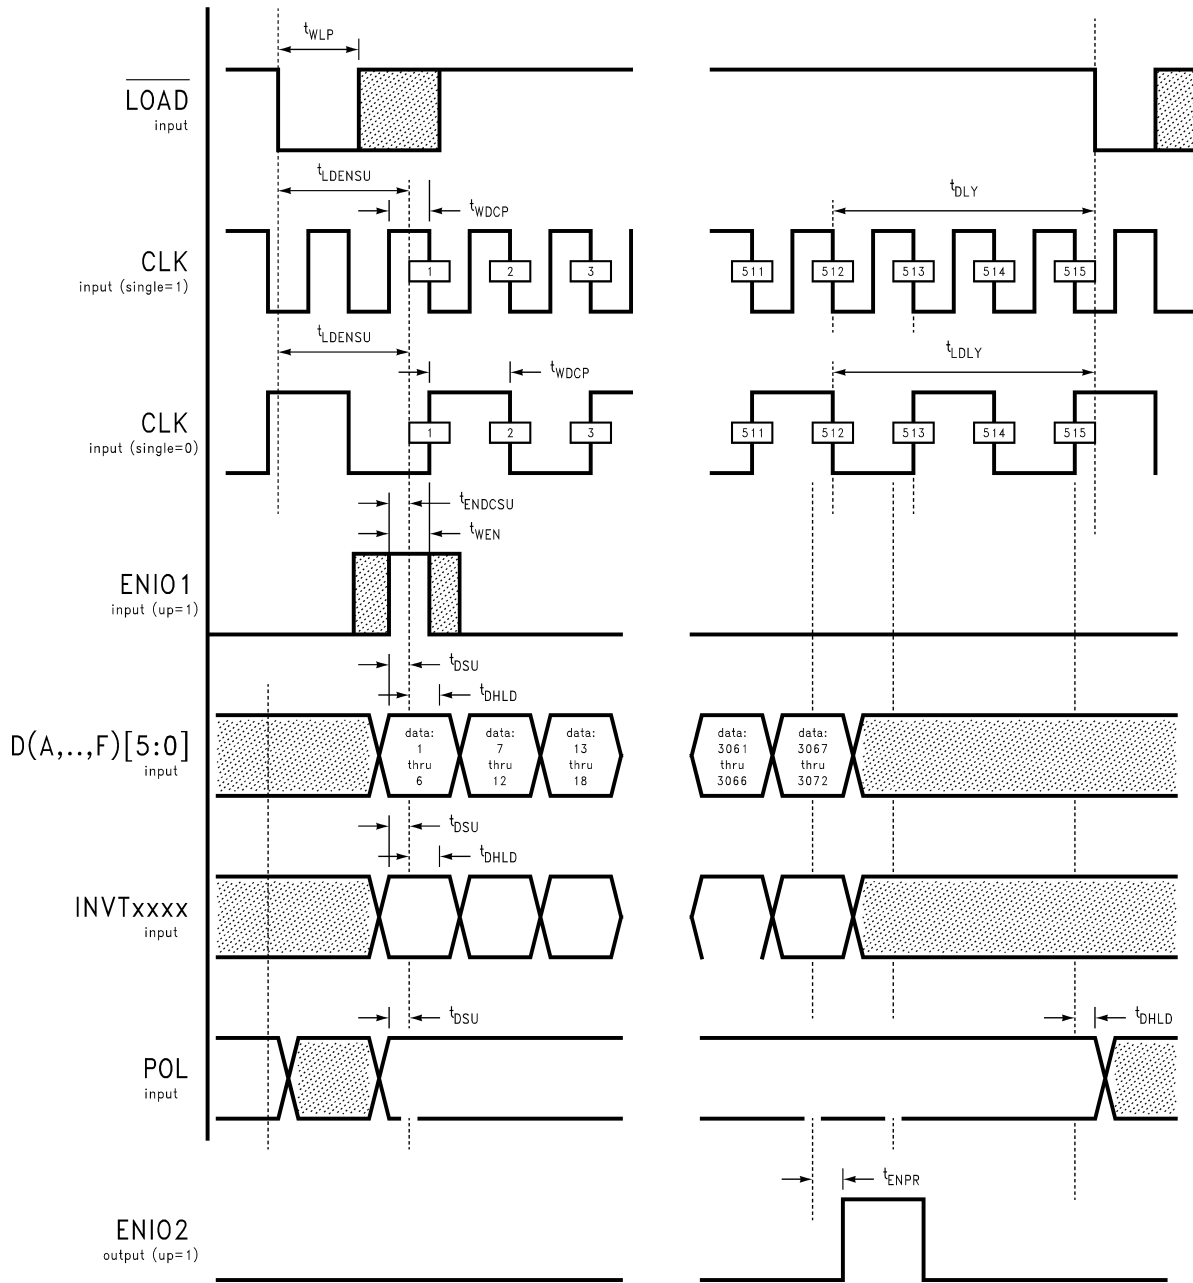 tWLP
LOAD
input
tLDENSU
tDLY
tWDCP
CLK
input (single=1)
1 2 3 511 512 513 514 515
tLDENSU
tLDLY
tWDCP
CLK
input (single=0)
1 2 3 511 512 513 514 515
tENDCSU
tWEN
ENIO1
input (up=1)
tDSU
tDHLD
D(A,..,F)[5:0]
input
data:
1
thru
6
data:
7
thru
12
data:
13
thru
18
data:
3061
thru
3066
data:
3067
thru
3072
tDSU
tDHLD
INVTxxxx
input
tDSU
tDHLD
POL
input
tENPR
ENIO2
output (up=1)